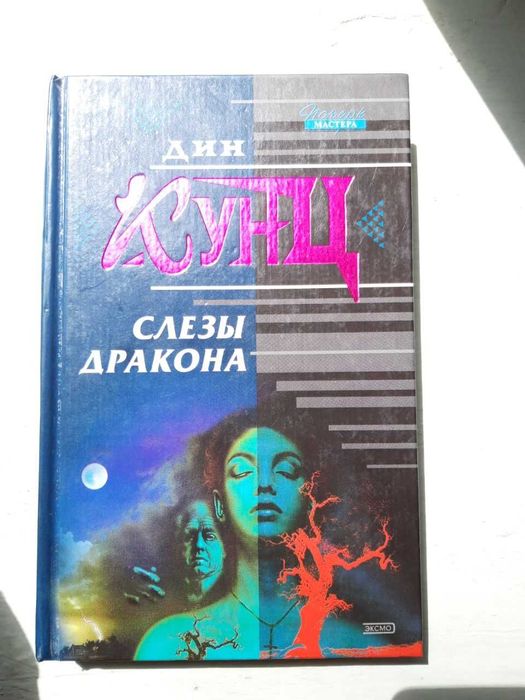 Почерк
МАСТЕРА
ДИН
КУНЦ
СЛЕЗЫ
ДРАКОНА
ЭКСМО